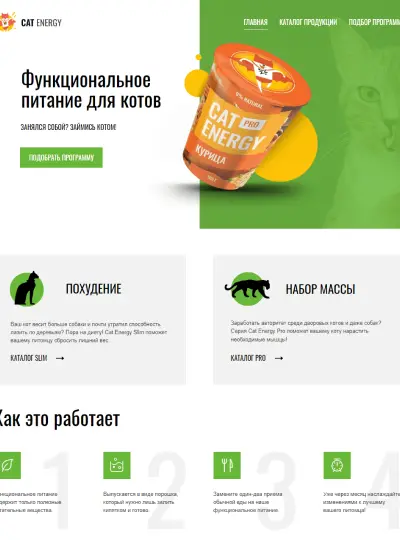 CAT ENERGY
ГЛАВНАЯ КАТАЛОГ ПРОДУКЦИИ ПОДБОР ПРОГРАММ
Функциональное
питание для котов
ЗАНЯЛСЯ СОБОЙ? ЗАЙМИСЬ КОТОМ!
ПОДОБРАТЬ ПРОГРАММУ
CAT
PRO
ENERGY
КУРИЦА
ПОХУДЕНИЕ
Ваш кот весит больше собаки и почти утратил способность
лазить по деревьям? Пора на диету! Cat Energy Slim поможет
вашему питомцу сбросить лишний вес.
КАТАЛОГ SLIM
НАБОР МАССЫ
Заработать авторитет среди дворовых котов и даже собак?
Серия Cat Energy Pro поможет вашему коту нарастить
необходимые мышцы!
КАТАЛОГ PRO
Как это работает
1
нкциональное питание
держит только полезные
тательные вещества.
2
Выпускается в виде порошка,
который нужно лишь залить
кипятком и готово.
3
Замените один-два приема
обычной еды на наше
функциональное питание.
4
Уже через месяц наслаждайте
изменениями к лучшему
вашего питомца!